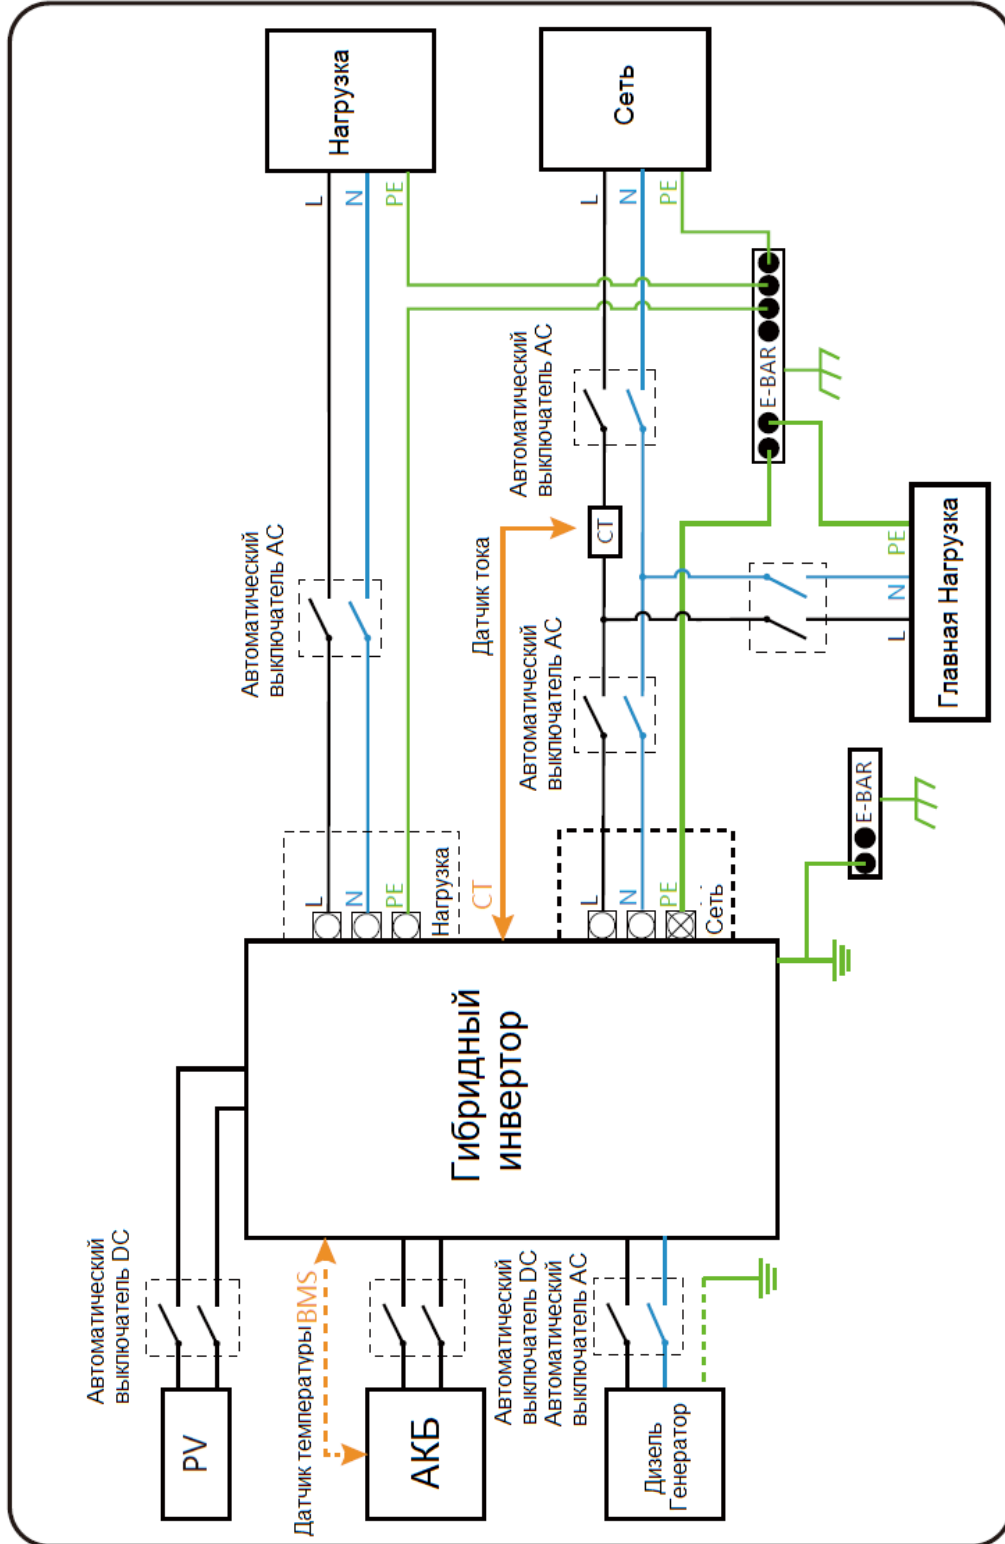 Автоматический
выключатель DC
PV
Датчик температуры
BMS
АКБ
Автоматический
выключатель DC
Автоматический
выключатель AC
Дизель
Генератор
Гибридный
инвертор
L
N
PE
Нагрузка
CT
L
N
PE
Сеть
Автоматический
выключатель AC
Датчик тока
Автоматический
выключатель AC
CT
Автоматический
выключатель AC
L
N
PE
Нагрузка
L
N
PE
Сеть
E-BAR
E-BAR
L
N
PE
Главная Нагрузка